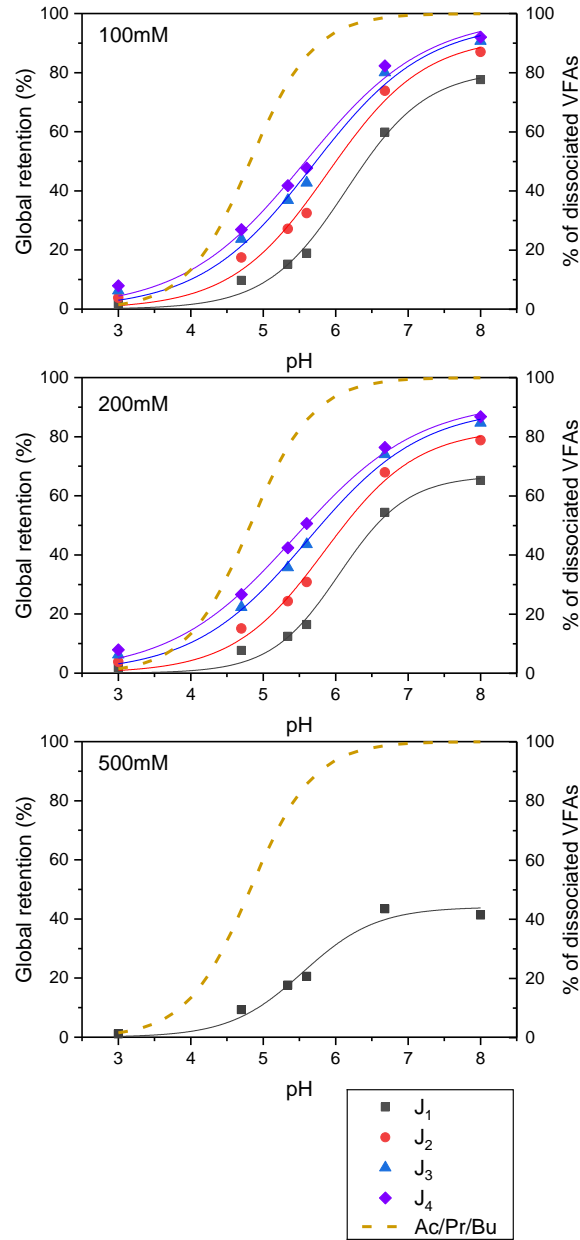 100mM
Global retention (%)
% of dissociated VFAs
100
80
60
40
20
0
100
80
60
40
20
0
3 4 5 6 7 8
pH
200mM
Global retention (%)
% of dissociated VFAs
100
80
60
40
20
0
100
80
60
40
20
0
3 4 5 6 7 8
pH
500mM
Global retention (%)
% of dissociated VFAs
100
80
60
40
20
0
100
80
60
40
20
0
3 4 5 6 7 8
pH
J₁
J₂
J₃
J₄
Ac/Pr/Bu